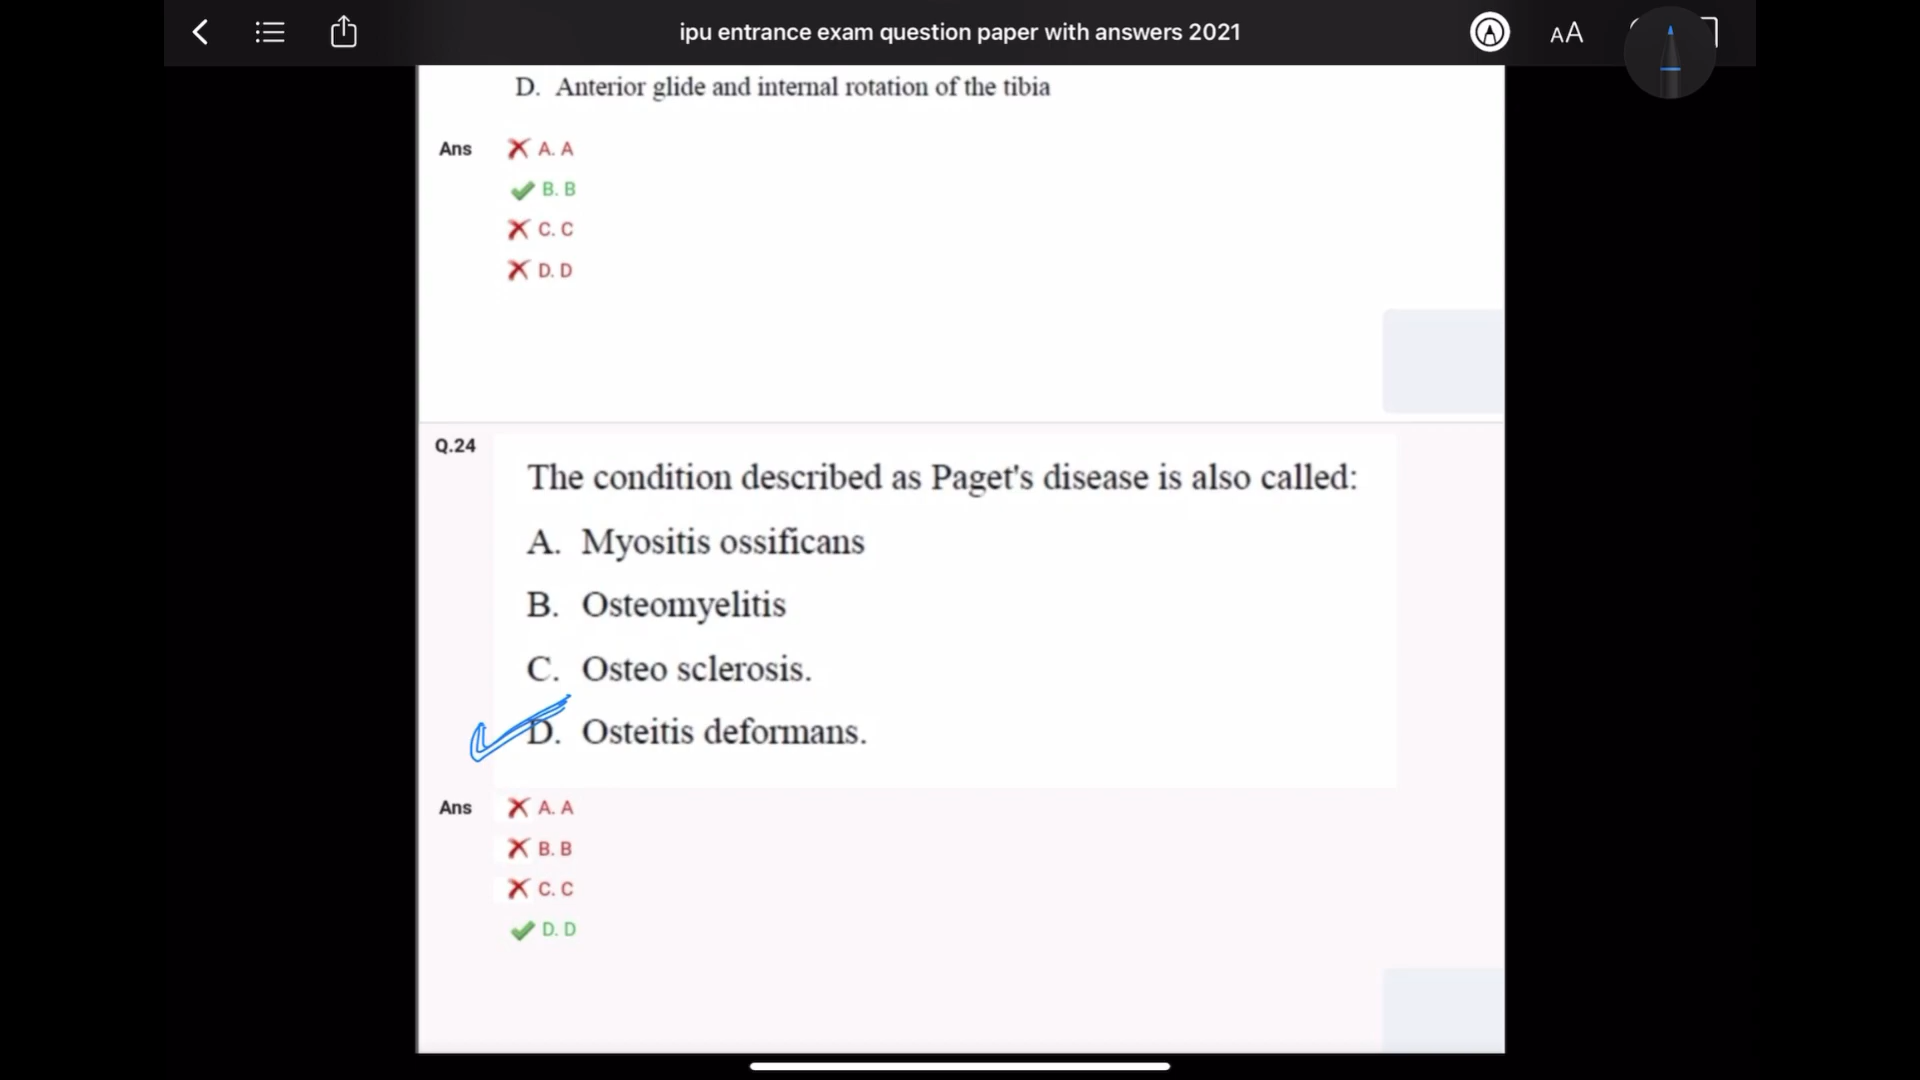 ipu entrance exam question paper with answers 2021
AA
D. Anterior glide and internal rotation of the tibia
Ans
A. A
B. B
C. C
D. D
Q.24
The condition described as Paget's disease is also called:
A. Myositis ossificans
B. Osteomyelitis
C. Osteo sclerosis.
D. Osteitis deformans.
Ans
A. A
B. B
C. C
D. D